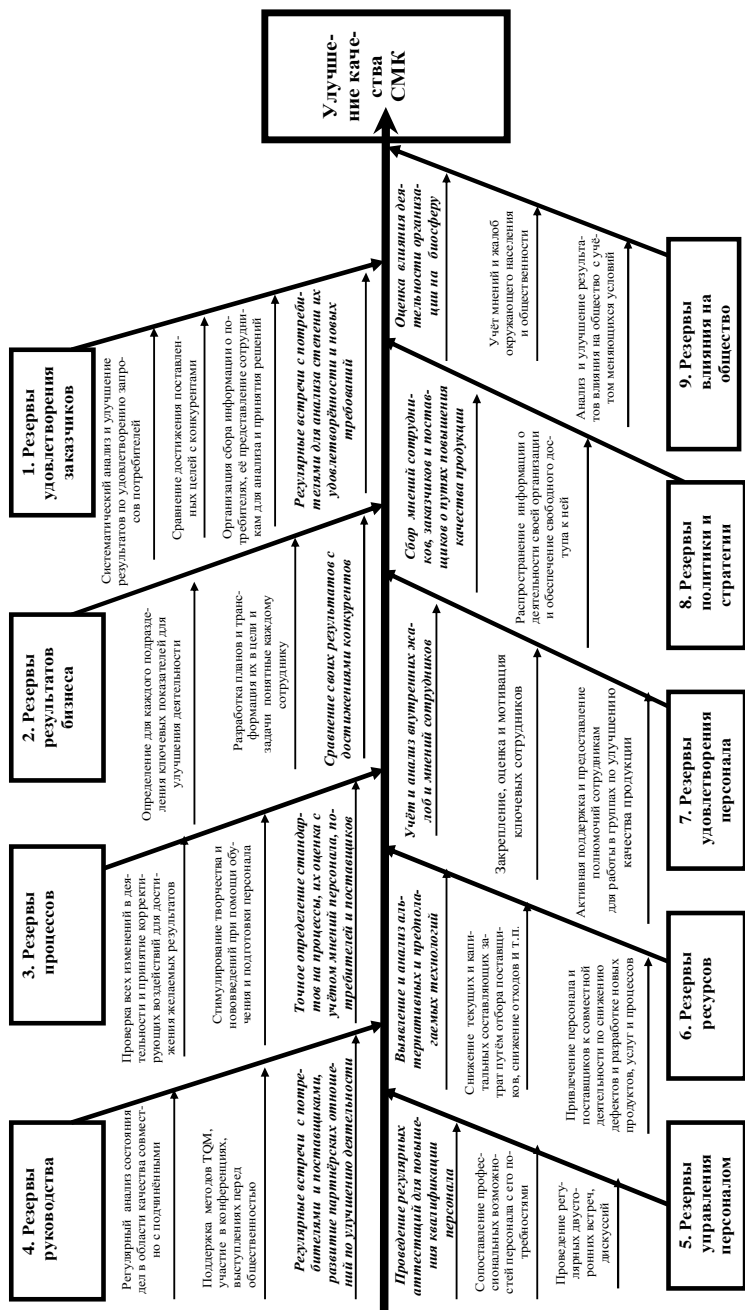 Улучше-
ние каче-
ства
СМК
1. Резервы
удовлетворения
заказчиков
Систематический анализ и улучшение
результатов по удовлетворению запро-
сов потребителей
Сравнение достижения поставлен-
ных целей с конкурентами
Организация сбора информации о по-
требителях, её представление сотрудни-
кам для анализа и принятия решений
Регулярные встречи с потреби-
телями для анализа степени их
удовлетворённости и новых
требований
2. Резервы
результатов
бизнеса
Определение для каждого подразде-
ления ключевых показателей для
улучшения деятельности
Разработка планов и транс-
формация их в цели и
задачи понятные каждому
сотруднику
Сравнение своих результатов с
достижениями конкурентов
3. Резервы
процессов
Проверка всех изменений в дея-
тельности и принятие корректи-
рующих воздействий для дости-
жения желаемых результатов
Стимулирование творчества и
нововведений при помощи обу-
чения и подготовки персонала
Точное определение стандар-
тов на процессы, их оценка с
учётом мнений персонала, по-
требителей и поставщиков
4. Резервы
руководства
Регулярный анализ состояния
дел в области качества совмест-
но с подчинёнными
Поддержка методов TQM,
участие в конференциях,
выступлениях перед
общественностью
Регулярные встречи с потре-
бителями и поставщиками,
развитие партнёрских отноше-
ний по улучшению деятельности
5. Резервы
управления
персоналом
Проведение регулярных
аттестаций для повыше-
ния квалификации
персонала
Сопоставление профес-
сиональных возможно-
стей персонала с его по-
требностями
Проведение регу-
лярных двусто-
ронних встреч,
дискуссий
6. Резервы
ресурсов
Выявление и анализ аль-
тернативных и предпола-
гаемых технологий
Снижение текущих и капи-
тальных составляющих за-
трат путём отбора поставщи-
ков, снижение отходов и т.п.
Привлечение персонала и
поставщиков к совместной
деятельности по снижению
дефектов и разработке новых
продуктов, услуг и процессов
7. Резервы
удовлетворения
персонала
Учёт и анализ внутренних жа-
лоб и мнений сотрудников
Закрепление, оценка и мотивация
ключевых сотрудников
Активная поддержка и предоставление
полномочий сотрудникам
для работы в группах по улучшению
качества продукции
8. Резервы
политики и
стратегии
Сбор мнений сотрудни-
ков, заказчиков и постав-
щиков о путях повышения
качества продукции
Распространение информации о
деятельности своей организации
и обеспечение свободного дос-
тупа к ней
9. Резервы
влияния на
общество
Оценка влияния дея-
тельности организа-
ции на биосферу
Учёт мнений и жалоб
окружающего населения
и общественности
Анализ и улучшение результа-
тов влияния на общество с учё-
том меняющихся условий